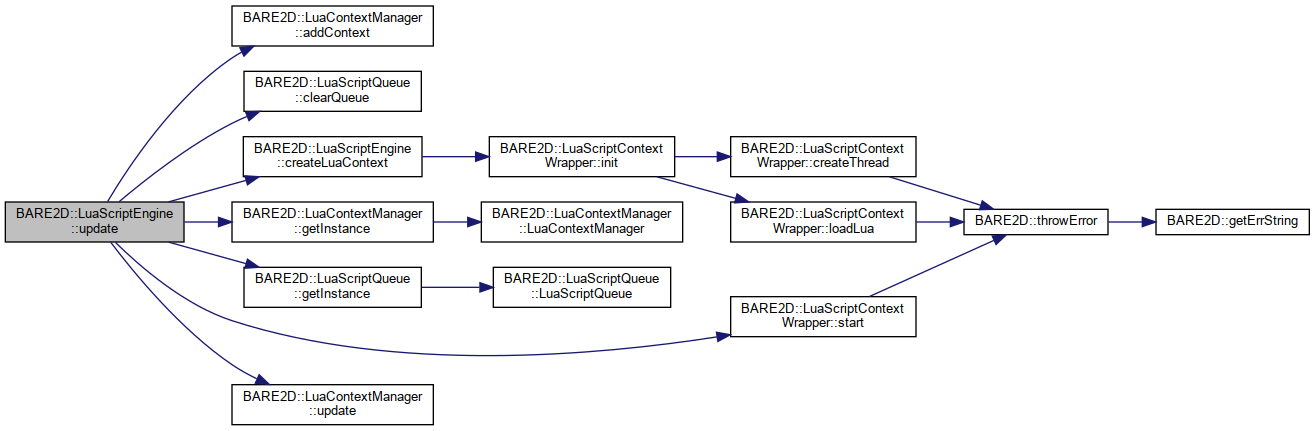 BARE2D::LuaContextManager
::addContext
BARE2D::LuaScriptQueue
::clearQueue
BARE2D::LuaScriptEngine
::createLuaContext
BARE2D::LuaScriptContext
Wrapper::init
BARE2D::LuaScriptContext
Wrapper::createThread
BARE2D::LuaScriptEngine
::update
BARE2D::LuaContextManager
::getInstance
BARE2D::LuaContextManager
::LuaContextManager
BARE2D::LuaScriptContext
Wrapper::loadLua
BARE2D::throwError
BARE2D::getErrString
BARE2D::LuaScriptQueue
::getInstance
BARE2D::LuaScriptQueue
::LuaScriptQueue
BARE2D::LuaScriptContext
Wrapper::start
BARE2D::LuaContextManager
::update